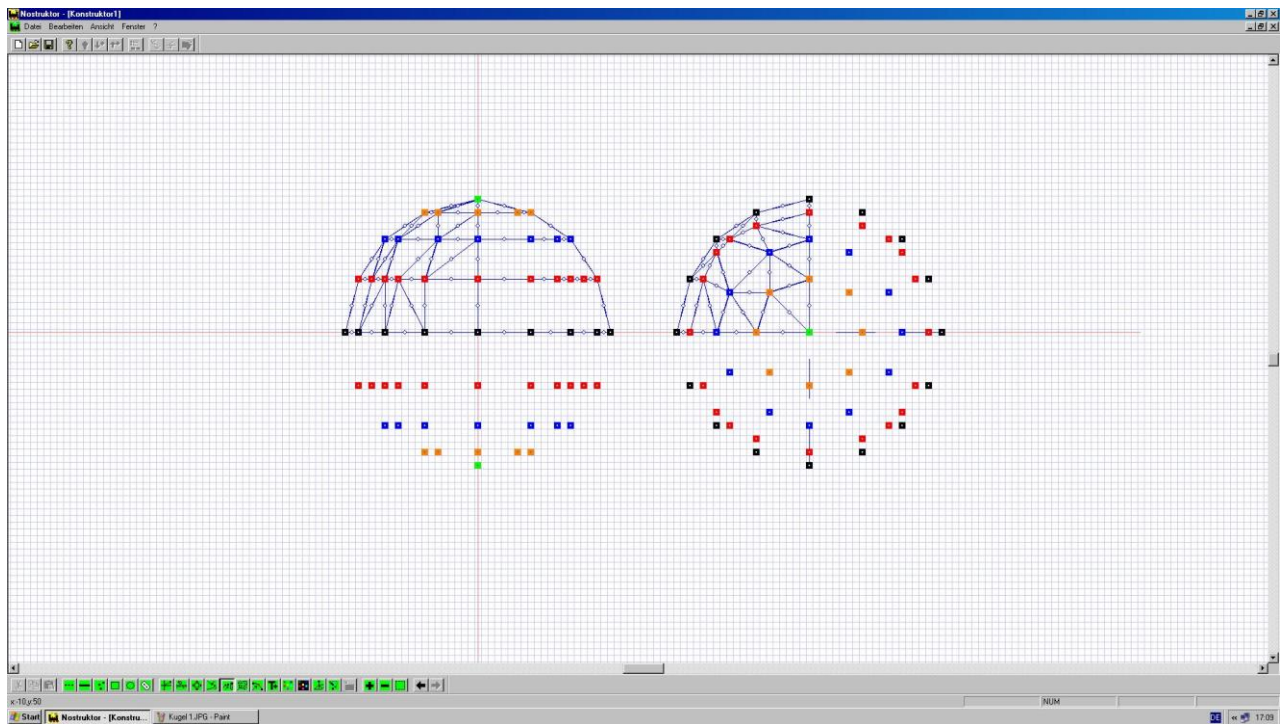 Nostruktor - [Konstruktor1]
Datei Bearbeiten Ansicht Fenster ?
x:-10,y:50
NUM
Start Nostruktor - [Konstru... Kugel 1.JPG - Paint DE « 17:09